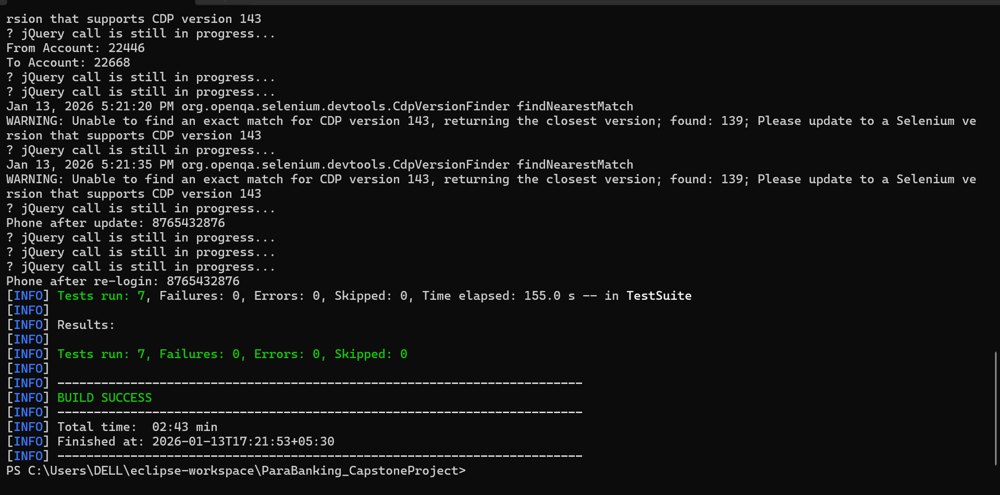 rsion that supports CDP version 143
? jQuery call is still in progress...
From Account: 22446
To Account: 22668
? jQuery call is still in progress...
? jQuery call is still in progress...
Jan 13, 2026 5:21:20 PM org.openqa.selenium.devtools.CdpVersionFinder findNearestMatch
WARNING: Unable to find an exact match for CDP version 143, returning the closest version; found: 139; Please update to a Selenium ve
rsion that supports CDP version 143
? jQuery call is still in progress...
Jan 13, 2026 5:21:35 PM org.openqa.selenium.devtools.CdpVersionFinder findNearestMatch
WARNING: Unable to find an exact match for CDP version 143, returning the closest version; found: 139; Please update to a Selenium ve
rsion that supports CDP version 143
? jQuery call is still in progress...
Phone after update: 8765432876
? jQuery call is still in progress...
? jQuery call is still in progress...
? jQuery call is still in progress...
Phone after re-login: 8765432876
[INFO] Tests run: 7, Failures: 0, Errors: 0, Skipped: 0, Time elapsed: 155.0 s -- in TestSuite
[INFO]
[INFO] Results:
[INFO]
[INFO] Tests run: 7, Failures: 0, Errors: 0, Skipped: 0
[INFO]
[INFO] ------------------------------------------------------------------------
[INFO] BUILD SUCCESS
[INFO] ------------------------------------------------------------------------
[INFO] Total time:  02:43 min
[INFO] Finished at: 2026-01-13T17:21:53+05:30
[INFO] ------------------------------------------------------------------------
PS C:\Users\DELL\eclipse-workspace\ParaBanking_CapstoneProject>